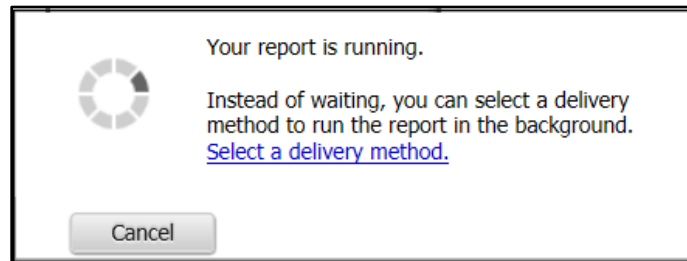 Your report is running.
Instead of waiting, you can select a delivery
method to run the report in the background.
Select a delivery method.
Cancel